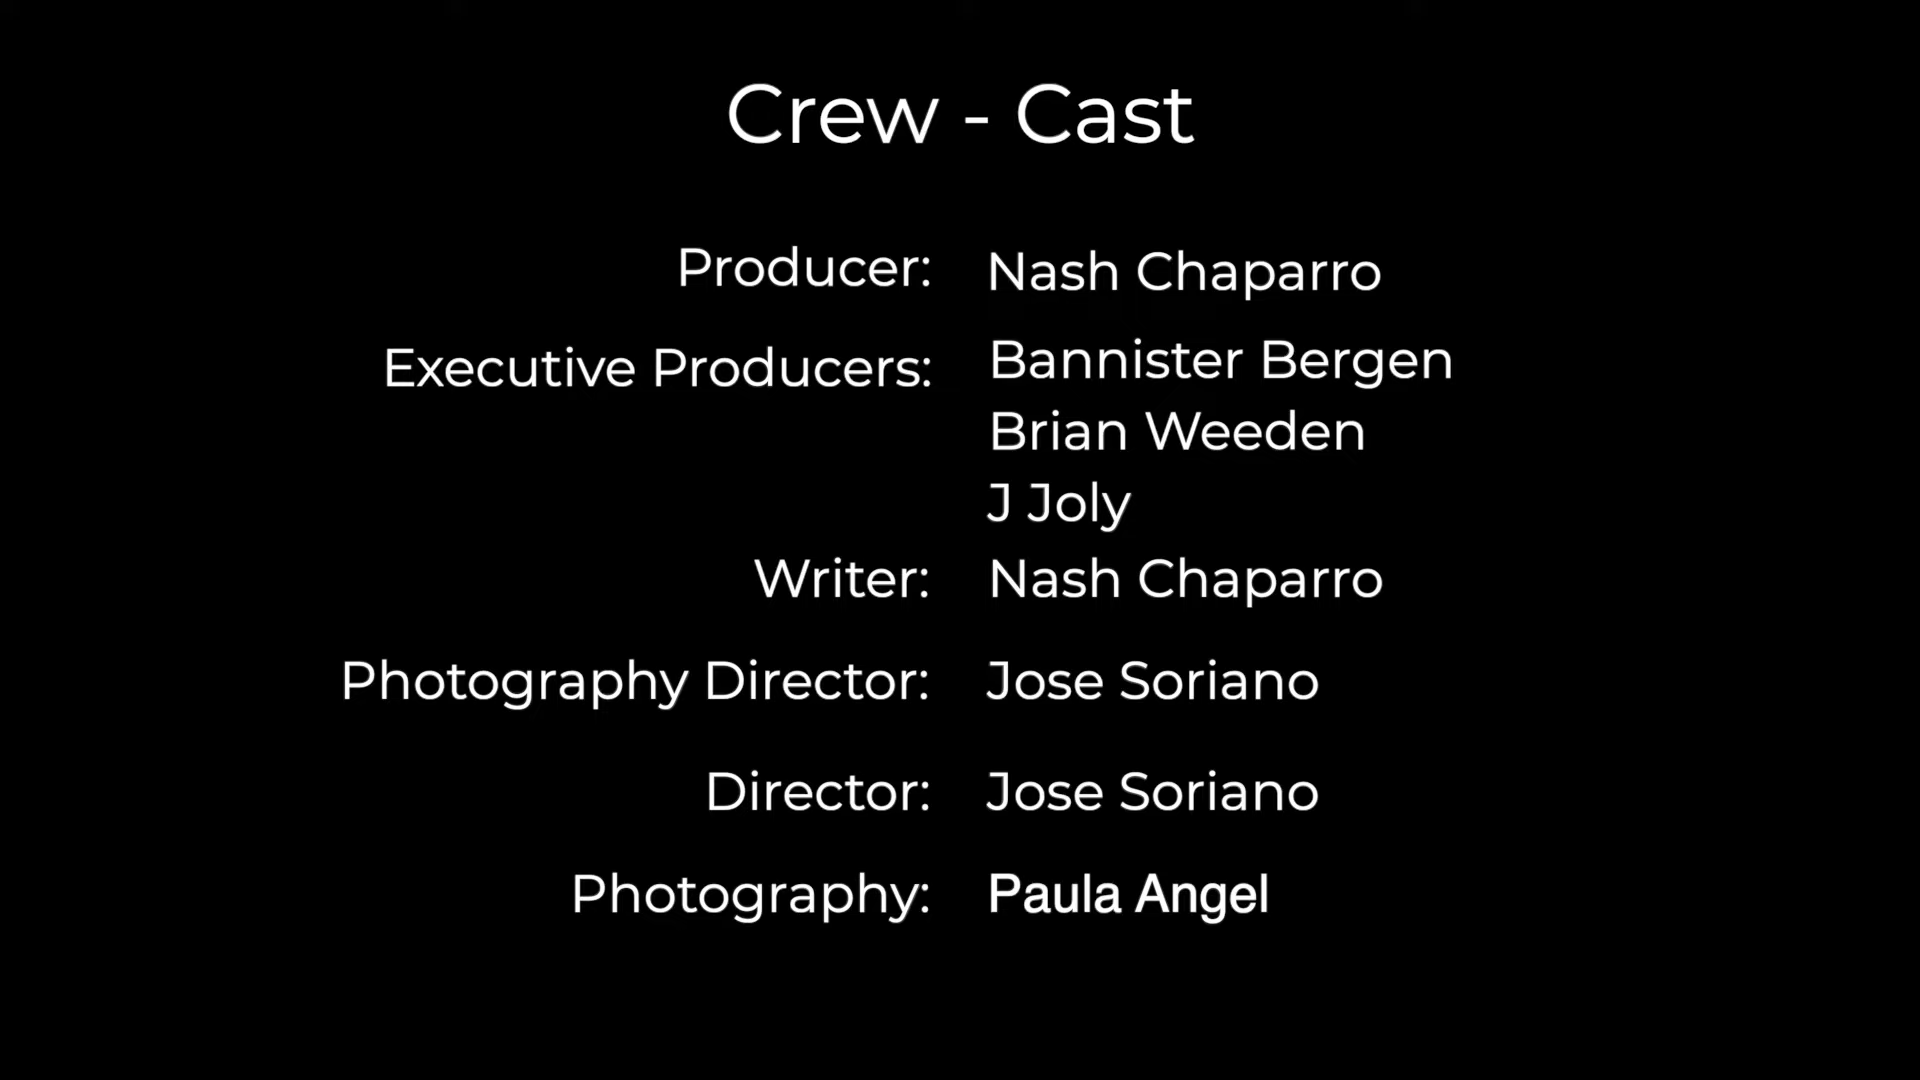 Crew - Cast
Producer: Nash Chaparro
Executive Producers: Bannister Bergen
Brian Weeden
J Joly
Writer: Nash Chaparro
Photography Director: Jose Soriano
Director: Jose Soriano
Photography: Paula Angel